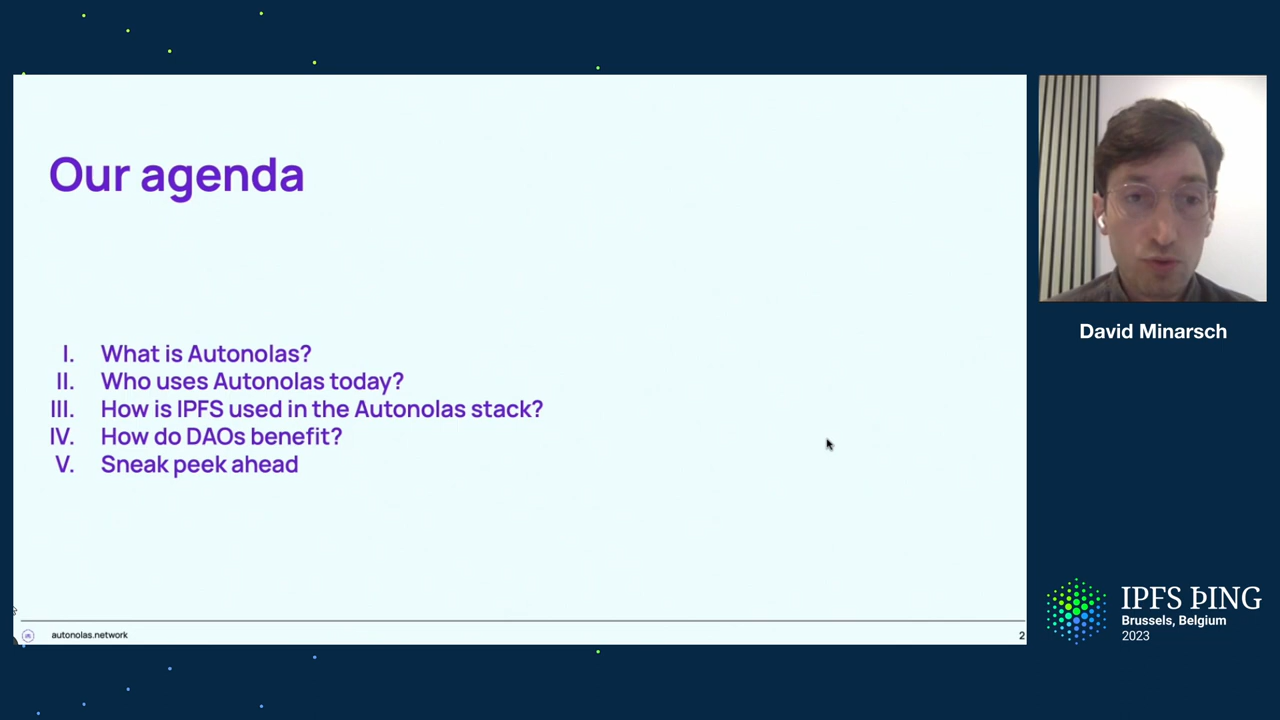 Our agenda
I. What is Autonolas?
II. Who uses Autonolas today?
III. How is IPFS used in the Autonolas stack?
IV. How do DAOs benefit?
V. Sneak peek ahead
autonolas.network
2
David Minarsch
IPFS ÞING
Brussels, Belgium
2023